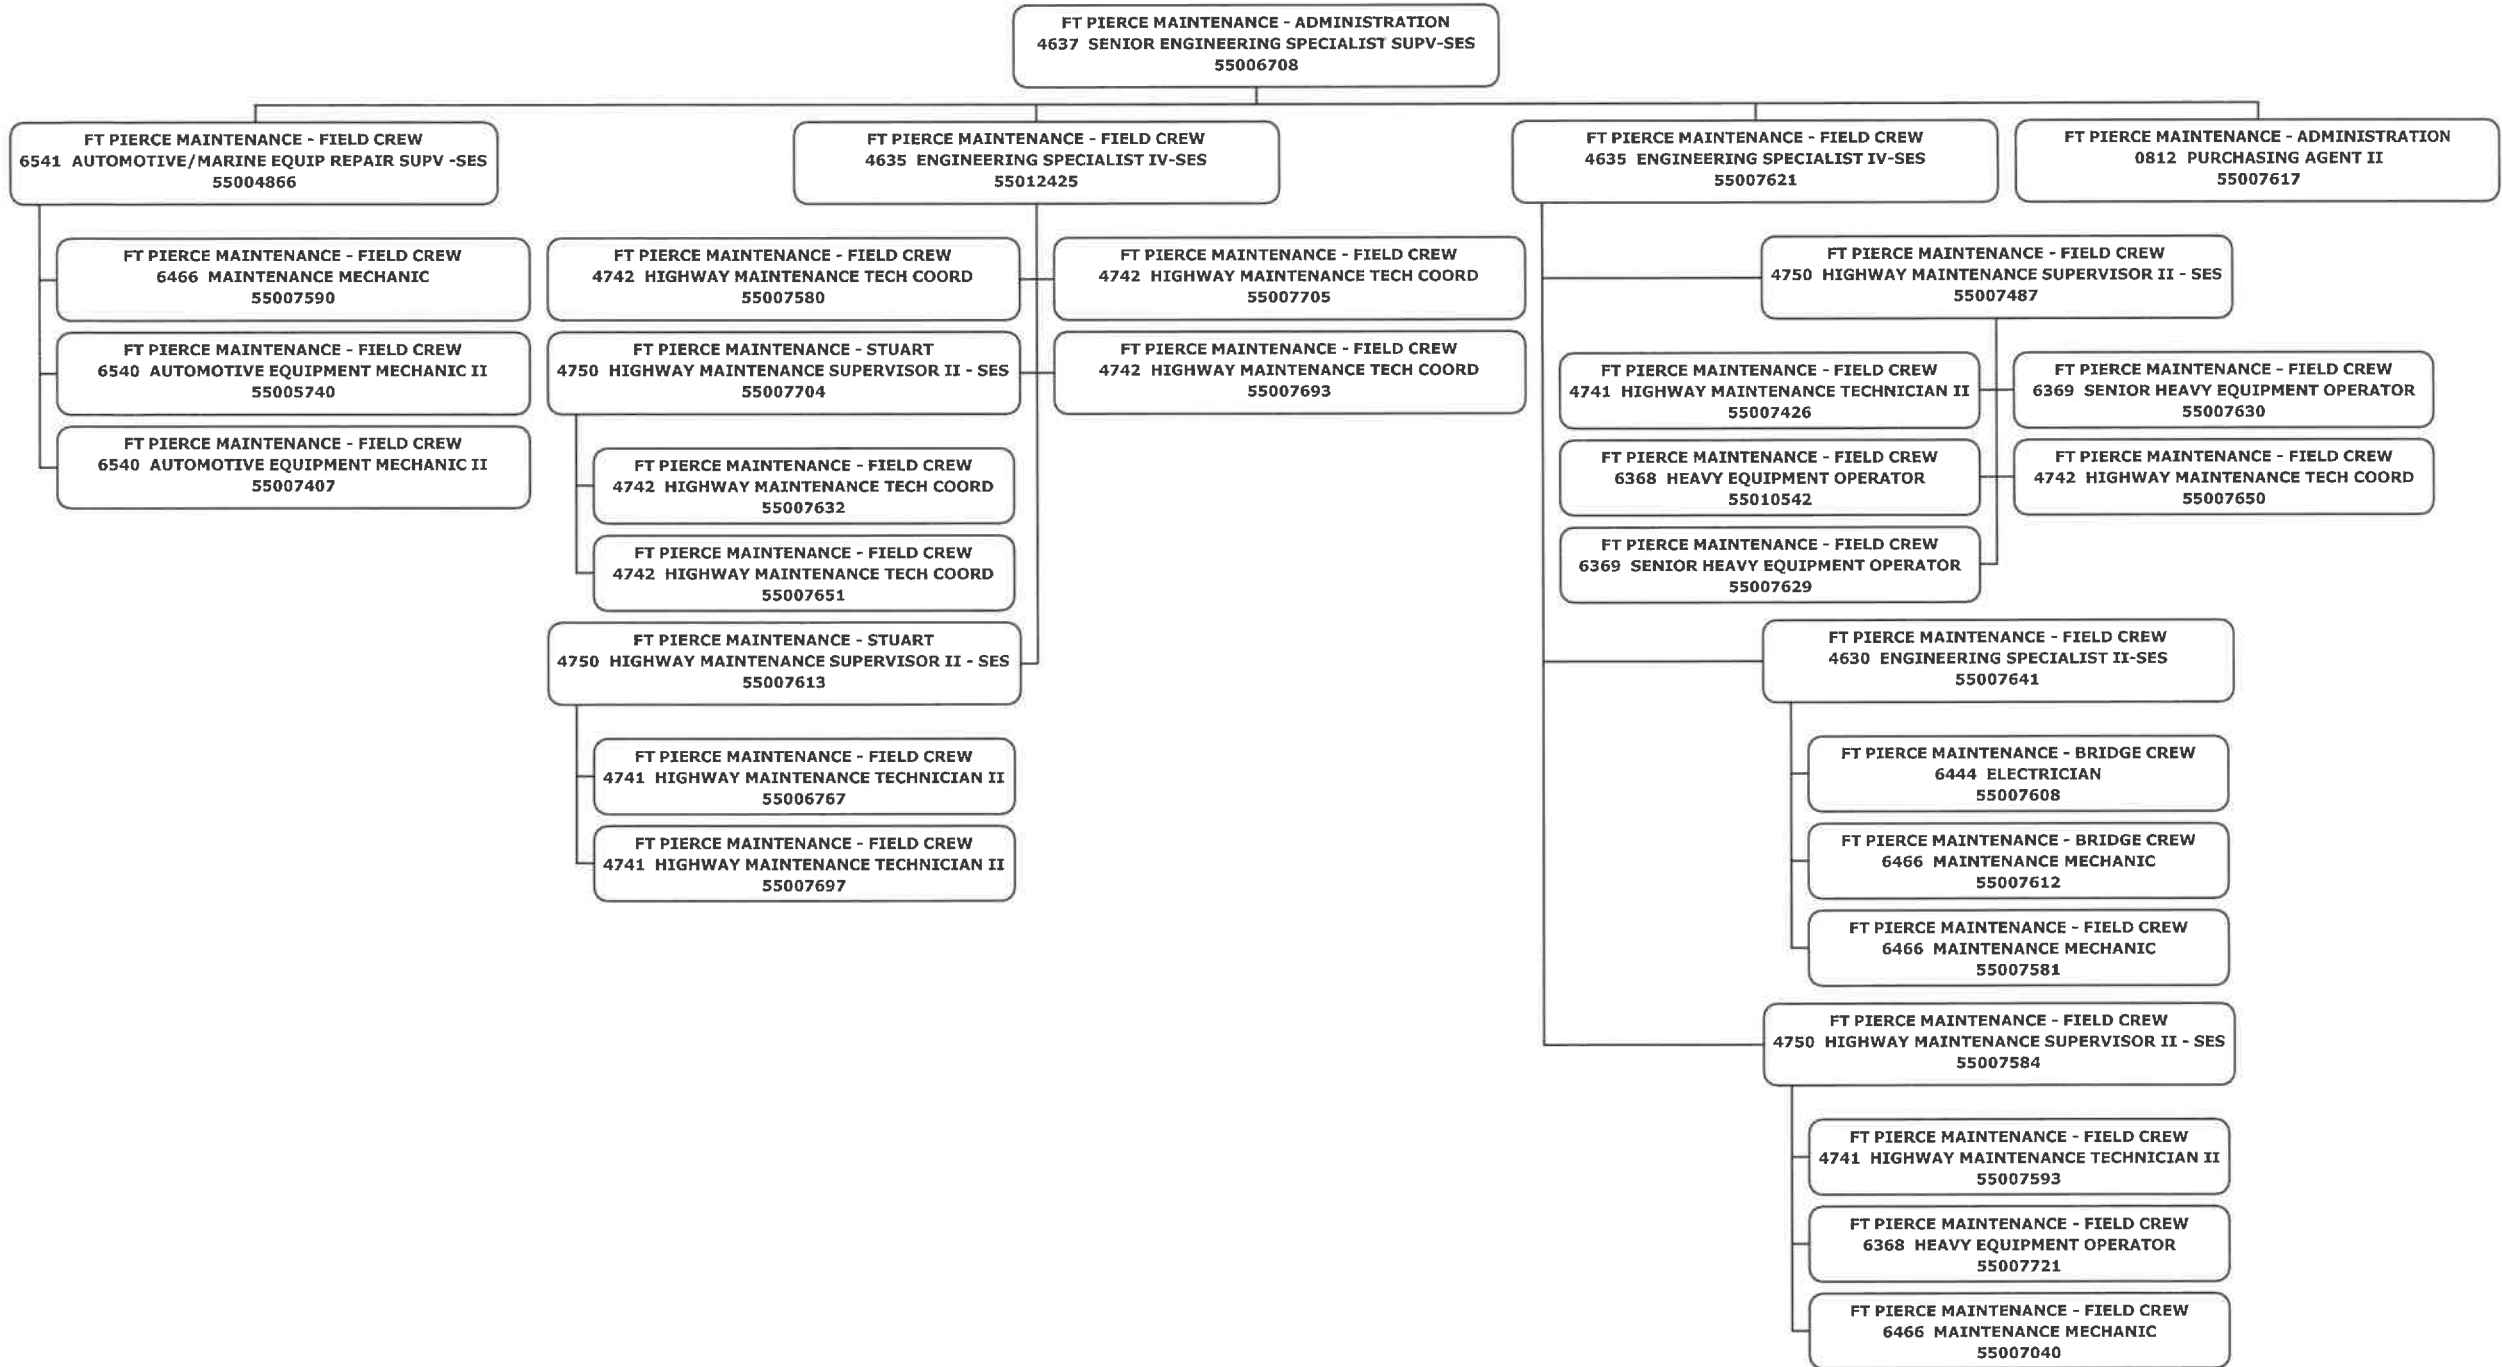 FT PIERCE MAINTENANCE - ADMINISTRATION
4637 SENIOR ENGINEERING SPECIALIST SUPV-SES
55006708
FT PIERCE MAINTENANCE - FIELD CREW
6541 AUTOMOTIVE/MARINE EQUIP REPAIR SUPV -SES
55004866
FT PIERCE MAINTENANCE - FIELD CREW
6466 MAINTENANCE MECHANIC
55007590
FT PIERCE MAINTENANCE - FIELD CREW
6540 AUTOMOTIVE EQUIPMENT MECHANIC II
55005740
FT PIERCE MAINTENANCE - FIELD CREW
6540 AUTOMOTIVE EQUIPMENT MECHANIC II
55007407
FT PIERCE MAINTENANCE - FIELD CREW
4635 ENGINEERING SPECIALIST IV-SES
55012425
FT PIERCE MAINTENANCE - FIELD CREW
4742 HIGHWAY MAINTENANCE TECH COORD
55007580
FT PIERCE MAINTENANCE - FIELD CREW
4742 HIGHWAY MAINTENANCE TECH COORD
55007705
FT PIERCE MAINTENANCE - STUART
4750 HIGHWAY MAINTENANCE SUPERVISOR II - SES
55007704
FT PIERCE MAINTENANCE - FIELD CREW
4742 HIGHWAY MAINTENANCE TECH COORD
55007693
FT PIERCE MAINTENANCE - FIELD CREW
4742 HIGHWAY MAINTENANCE TECH COORD
55007632
FT PIERCE MAINTENANCE - FIELD CREW
4742 HIGHWAY MAINTENANCE TECH COORD
55007651
FT PIERCE MAINTENANCE - STUART
4750 HIGHWAY MAINTENANCE SUPERVISOR II - SES
55007613
FT PIERCE MAINTENANCE - FIELD CREW
4741 HIGHWAY MAINTENANCE TECHNICIAN II
55006767
FT PIERCE MAINTENANCE - FIELD CREW
4741 HIGHWAY MAINTENANCE TECHNICIAN II
55007697
FT PIERCE MAINTENANCE - FIELD CREW
4635 ENGINEERING SPECIALIST IV-SES
55007621
FT PIERCE MAINTENANCE - ADMINISTRATION
0812 PURCHASING AGENT II
55007617
FT PIERCE MAINTENANCE - FIELD CREW
4750 HIGHWAY MAINTENANCE SUPERVISOR II - SES
55007487
FT PIERCE MAINTENANCE - FIELD CREW
4741 HIGHWAY MAINTENANCE TECHNICIAN II
55007426
FT PIERCE MAINTENANCE - FIELD CREW
6369 SENIOR HEAVY EQUIPMENT OPERATOR
55007630
FT PIERCE MAINTENANCE - FIELD CREW
6368 HEAVY EQUIPMENT OPERATOR
55010542
FT PIERCE MAINTENANCE - FIELD CREW
4742 HIGHWAY MAINTENANCE TECH COORD
55007650
FT PIERCE MAINTENANCE - FIELD CREW
6369 SENIOR HEAVY EQUIPMENT OPERATOR
55007629
FT PIERCE MAINTENANCE - FIELD CREW
4630 ENGINEERING SPECIALIST II-SES
55007641
FT PIERCE MAINTENANCE - BRIDGE CREW
6444 ELECTRICIAN
55007608
FT PIERCE MAINTENANCE - BRIDGE CREW
6466 MAINTENANCE MECHANIC
55007612
FT PIERCE MAINTENANCE - FIELD CREW
6466 MAINTENANCE MECHANIC
55007581
FT PIERCE MAINTENANCE - FIELD CREW
4750 HIGHWAY MAINTENANCE SUPERVISOR II - SES
55007584
FT PIERCE MAINTENANCE - FIELD CREW
4741 HIGHWAY MAINTENANCE TECHNICIAN II
55007593
FT PIERCE MAINTENANCE - FIELD CREW
6368 HEAVY EQUIPMENT OPERATOR
55007721
FT PIERCE MAINTENANCE - FIELD CREW
6466 MAINTENANCE MECHANIC
55007040